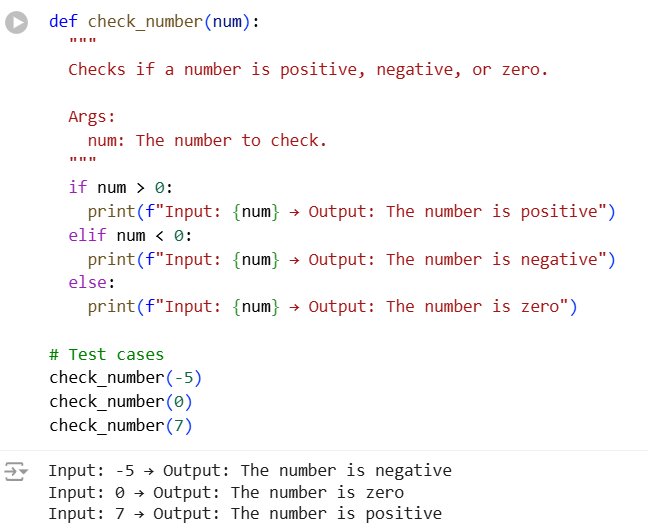 def check_number(num):
  """
  Checks if a number is positive, negative, or zero.

  Args:
    num: The number to check.
  """
  if num > 0:
    print(f"Input: {num} → Output: The number is positive")
  elif num < 0:
    print(f"Input: {num} → Output: The number is negative")
  else:
    print(f"Input: {num} → Output: The number is zero")

# Test cases
check_number(-5)
check_number(0)
check_number(7)
Input: -5 → Output: The number is negative
Input: 0 → Output: The number is zero
Input: 7 → Output: The number is positive